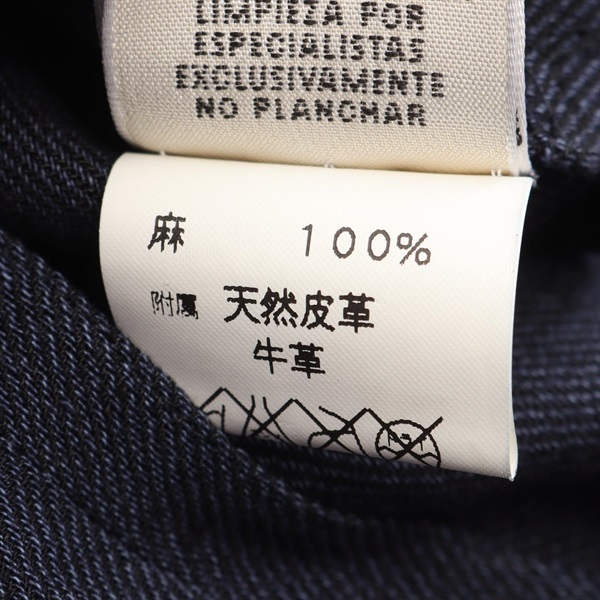 LIMPIEZA POR
ESPECIALISTAS
EXCLUSIVAMENTE
NO PLANCHAR
麻 100%
附属 天然皮革
牛革